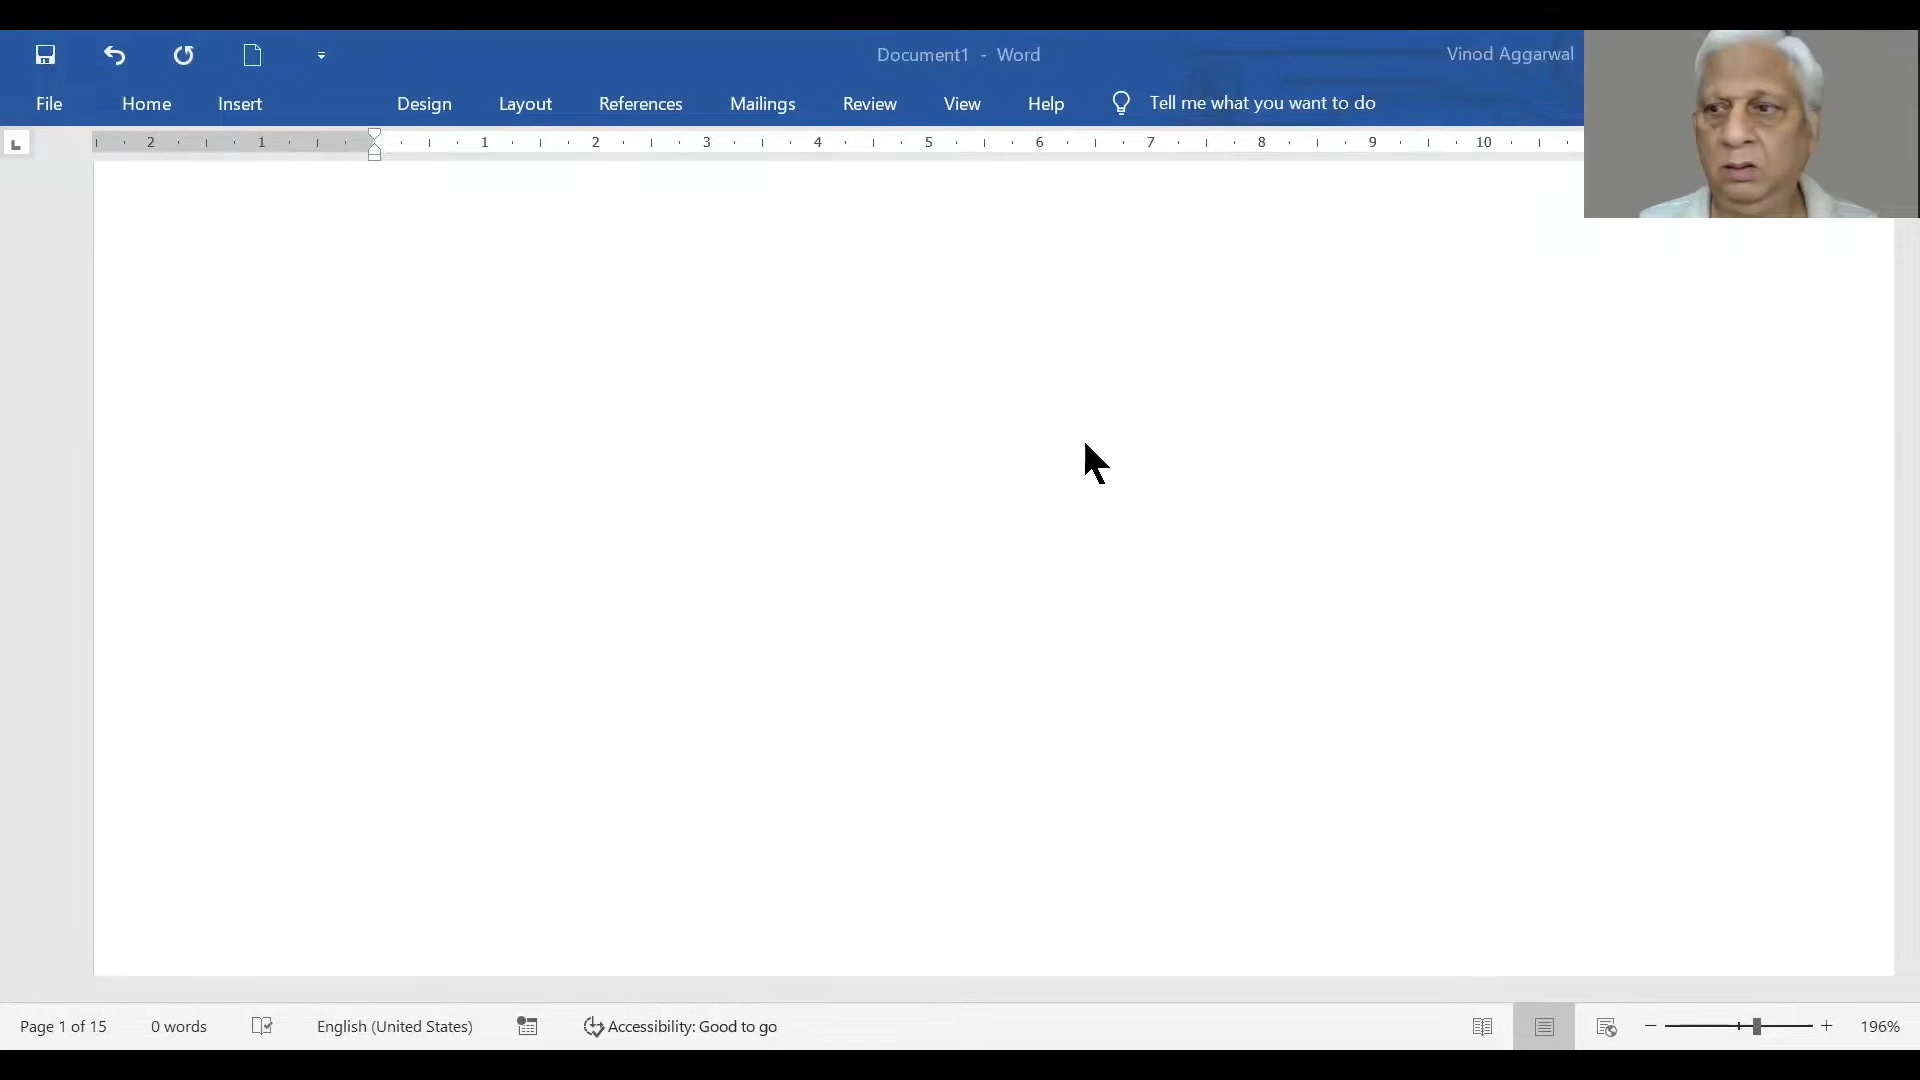 Document1 - Word
Vinod Aggarwal
File Home Insert Design Layout References Mailings Review View Help Tell me what you want to do
2 1 1 2 3 4 5 6 7 8 9 10
Page 1 of 15 0 words English (United States) Accessibility: Good to go 196%